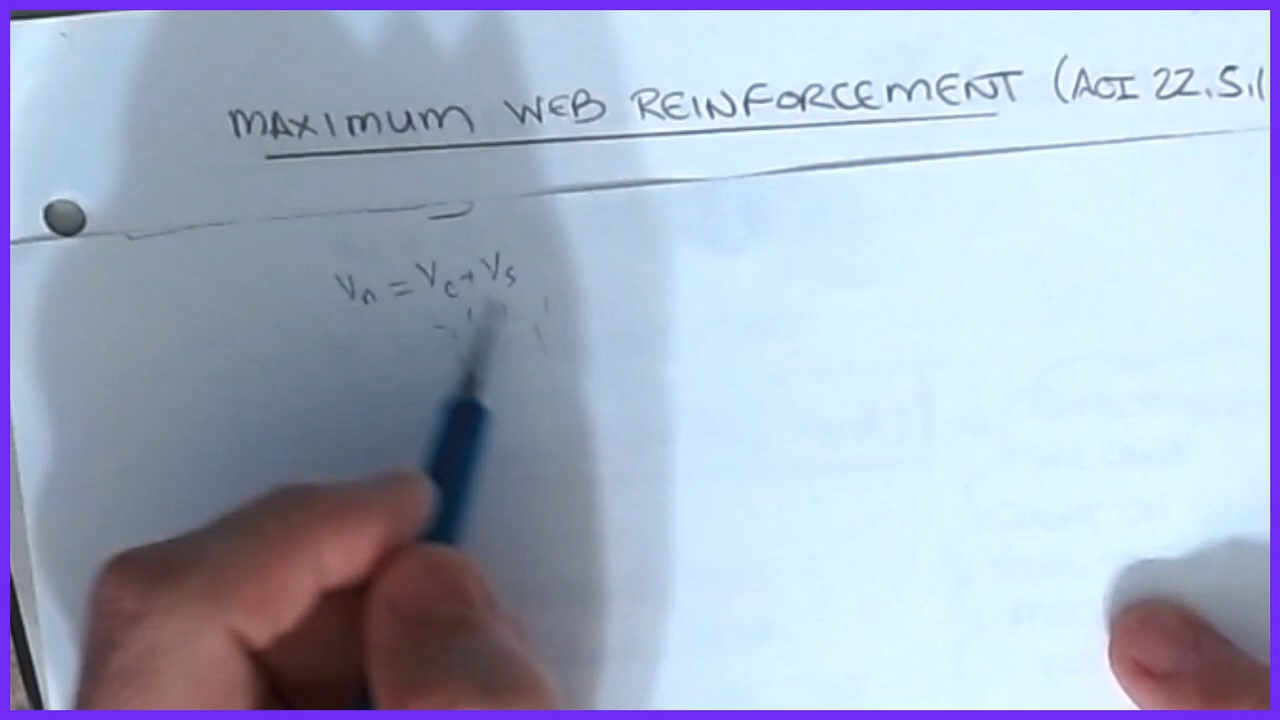 MAXIMUM WEB REINFORCEMENT (ACI 22.5.1
Vn = Vc + Vs